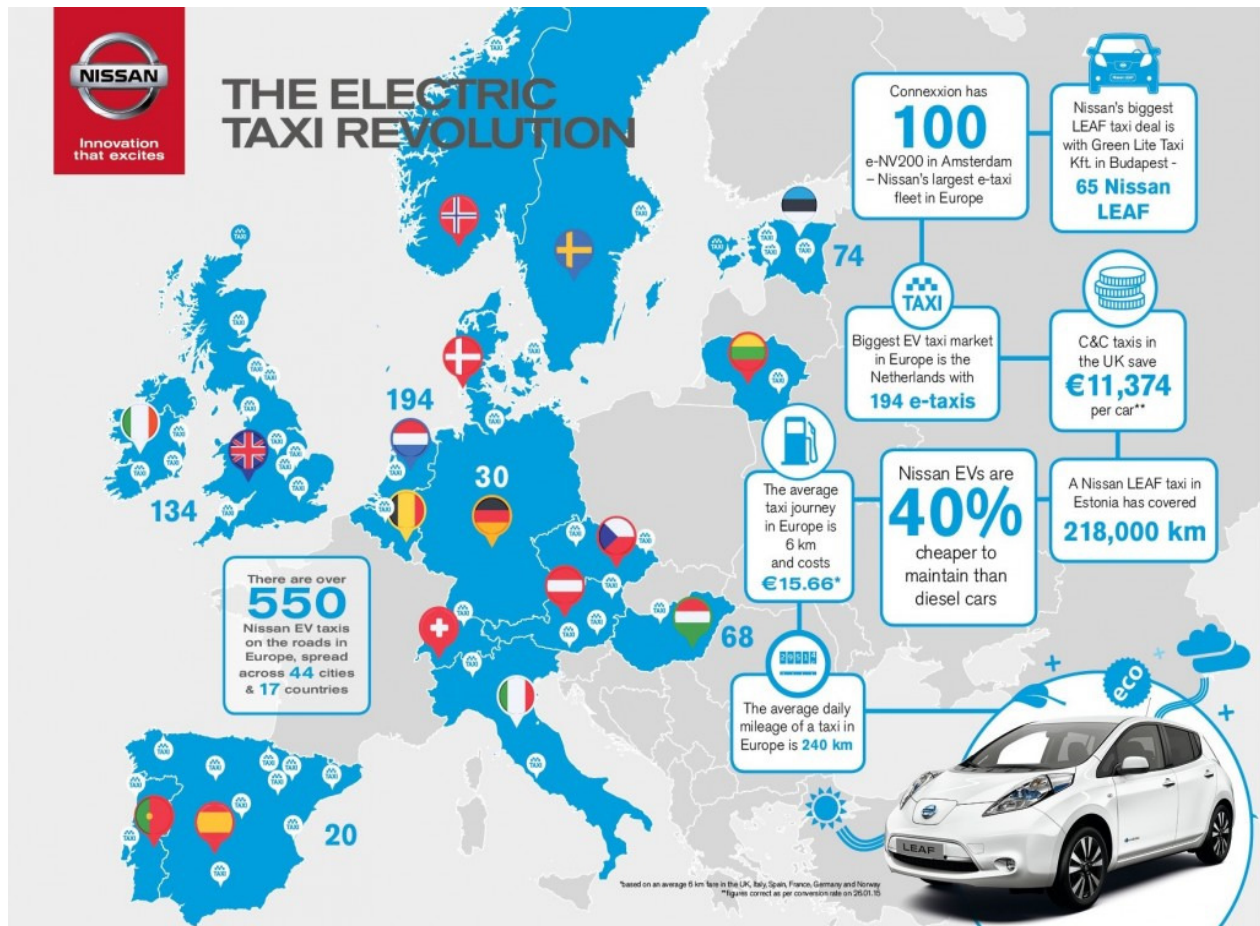 NISSAN
Innovation
that excites
THE ELECTRIC
TAXI REVOLUTION
Connexxion has
100
e-NV200 in Amsterdam
– Nissan's largest e-taxi
fleet in Europe
Nissan's biggest
LEAF taxi deal is
with Green Lite Taxi
Kft. in Budapest -
65 Nissan
LEAF
TAXI
Biggest EV taxi market
in Europe is the
Netherlands with
194 e-taxis
C&C taxis in
the UK save
€11,374
per car**
The average
taxi journey
in Europe is
6 km
and costs
€15.66*
Nissan EVs are
40%
cheaper to
maintain than
diesel cars
A Nissan LEAF taxi in
Estonia has covered
218,000 km
The average daily
mileage of a taxi in
Europe is 240 km
74
194
30
134
68
20
There are over
550
Nissan EV taxis
on the roads in
Europe, spread
across 44 cities
& 17 countries
eco
LEAF
*based on an average 6 km fare in the UK, Italy, Spain, France, Germany and Norway
**figures correct as per conversion rate on 26.01.15